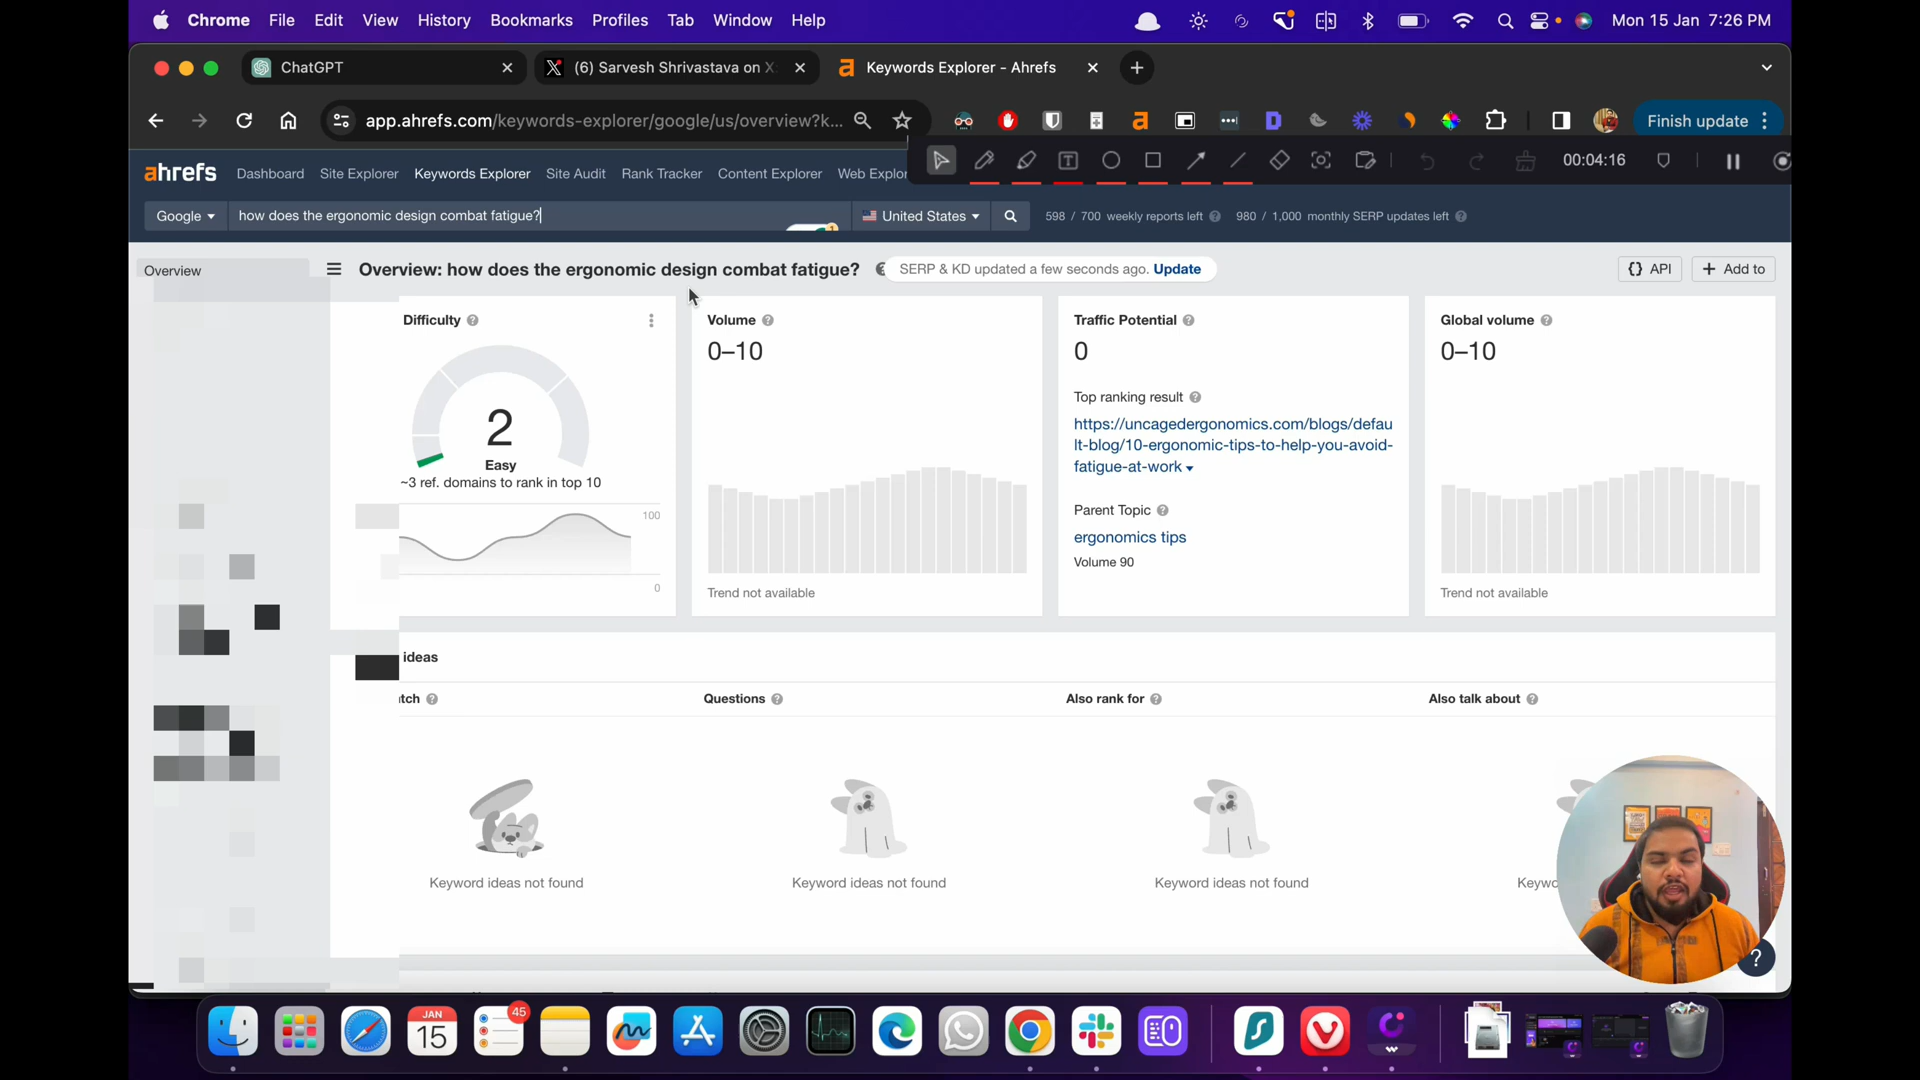 Chrome File Edit View History Bookmarks Profiles Tab Window Help
Mon 15 Jan 7:26 PM
ChatGPT
(6) Sarvesh Shrivastava on X
Keywords Explorer - Ahrefs
app.ahrefs.com/keywords-explorer/google/us/overview?k...
Finish update
00:04:16
ahrefs
Dashboard Site Explorer Keywords Explorer Site Audit Rank Tracker Content Explorer Web Explor
Google
how does the ergonomic design combat fatigue?
United States
598 / 700 weekly reports left
980 / 1,000 monthly SERP updates left
Overview
Overview: how does the ergonomic design combat fatigue?
SERP & KD updated a few seconds ago. Update
API
+ Add to
Difficulty
2
Easy
~3 ref. domains to rank in top 10
100
0
Volume
0–10
Trend not available
Traffic Potential
0
Top ranking result
https://uncagedergonomics.com/blogs/defau
lt-blog/10-ergonomic-tips-to-help-you-avoid-
fatigue-at-work
Parent Topic
ergonomics tips
Volume 90
Global volume
0–10
Trend not available
ideas
tch
Questions
Also rank for
Also talk about
Keyword ideas not found
Keyword ideas not found
Keyword ideas not found
Keywo
?
JAN
15
45